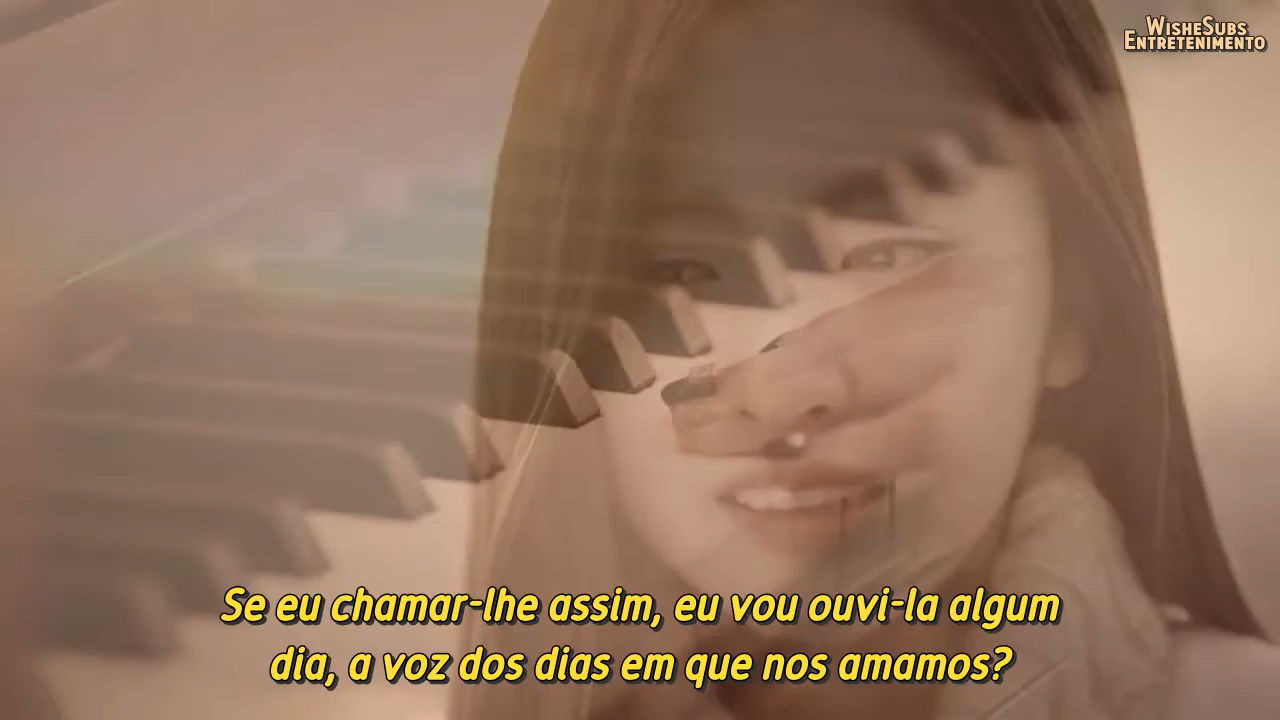 WisheSubs
Entretenimento
Se eu chamar-lhe assim, eu vou ouvi-la algum
dia, a voz dos dias em que nos amamos?